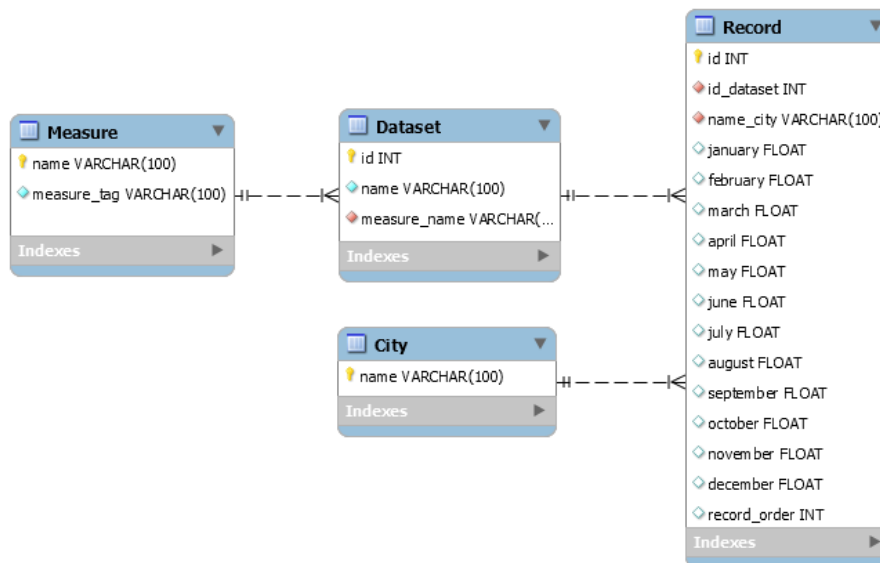 Measure
name VARCHAR(100)
measure_tag VARCHAR(100)
Indexes
Dataset
id INT
name VARCHAR(100)
measure_name VARCHAR(...
Indexes
City
name VARCHAR(100)
Indexes
Record
id INT
id_dataset INT
name_city VARCHAR(100)
january FLOAT
february FLOAT
march FLOAT
april FLOAT
may FLOAT
june FLOAT
july FLOAT
august FLOAT
september FLOAT
october FLOAT
november FLOAT
december FLOAT
record_order INT
Indexes